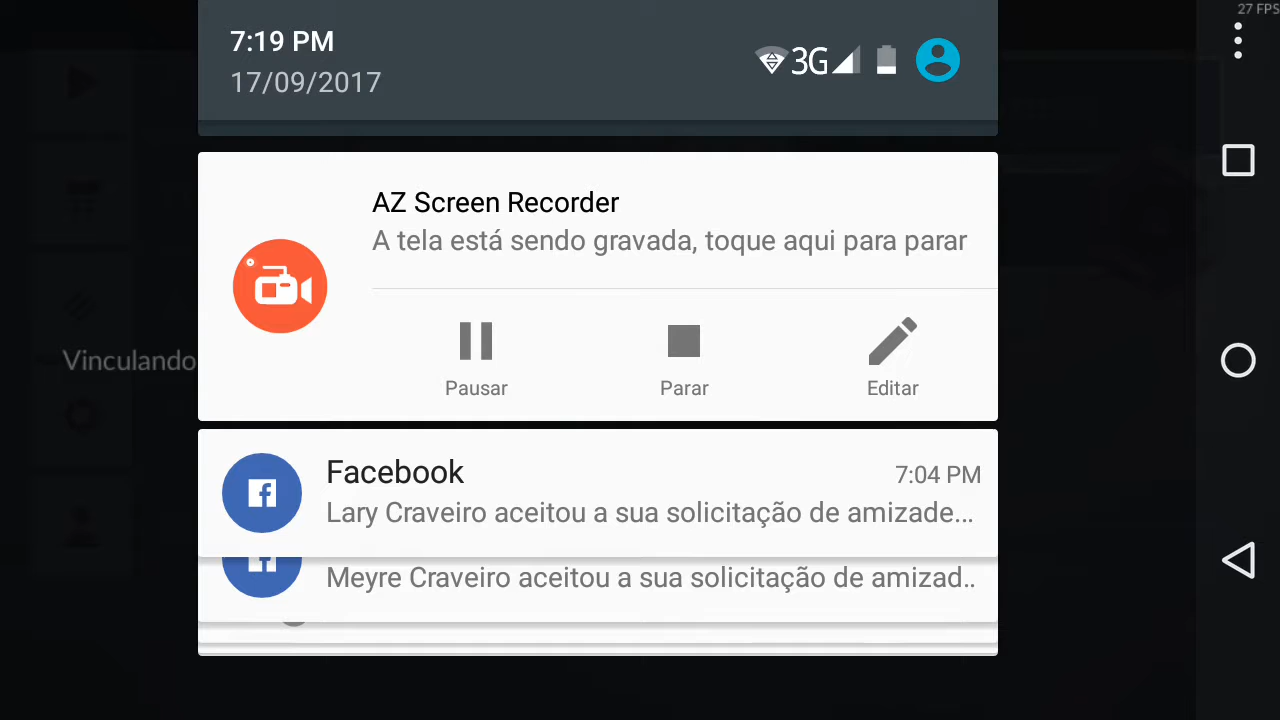 27 FPS
7:19 PM
3G
17/09/2017
AZ Screen Recorder
A tela está sendo gravada, toque aqui para parar
Pausar
Parar
Editar
Vinculando
Facebook
7:04 PM
Lary Craveiro aceitou a sua solicitação de amizade...
Meyre Craveiro aceitou a sua solicitação de amizad..